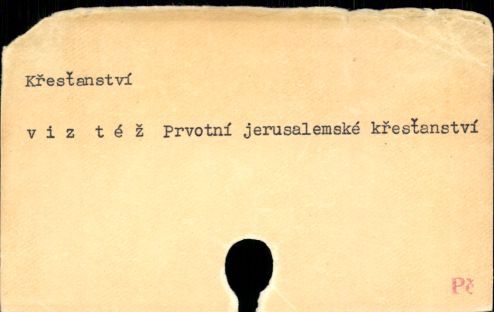 Křesťanství
v i z  t é ž  Prvotní jerusalemské křesťanství
Pč